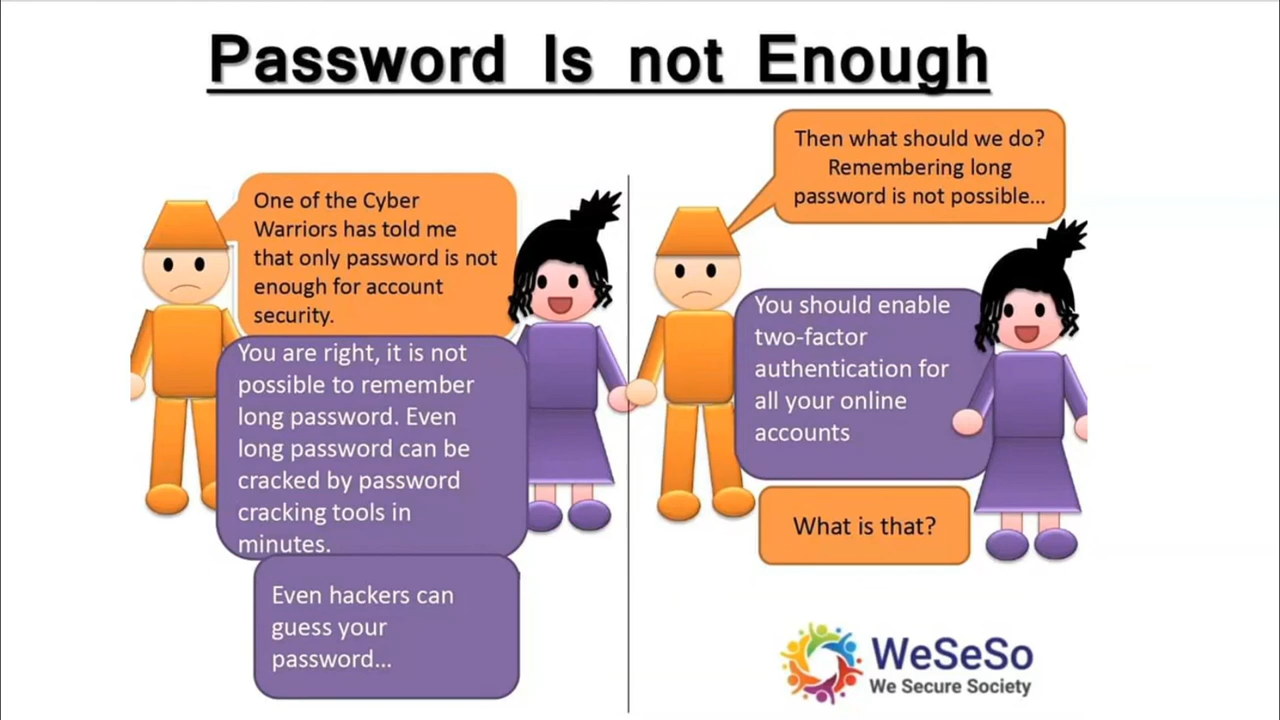 Password Is not Enough
One of the Cyber
Warriors has told me
that only password is not
enough for account
security.
You are right, it is not
possible to remember
long password. Even
long password can be
cracked by password
cracking tools in
minutes.
Even hackers can
guess your
password...
Then what should we do?
Remembering long
password is not possible...
You should enable
two-factor
authentication for
all your online
accounts
What is that?
WeSeSo
We Secure Society